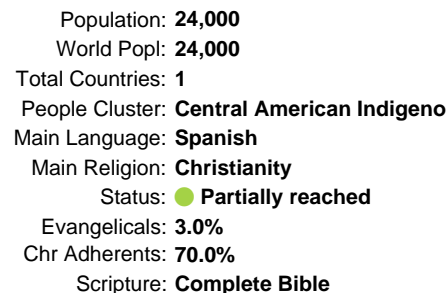 Population: 24,000
World Popl: 24,000
Total Countries: 1
People Cluster: Central American Indigeno
Main Language: Spanish
Main Religion: Christianity
Status: Partially reached
Evangelicals: 3.0%
Chr Adherents: 70.0%
Scripture: Complete Bible